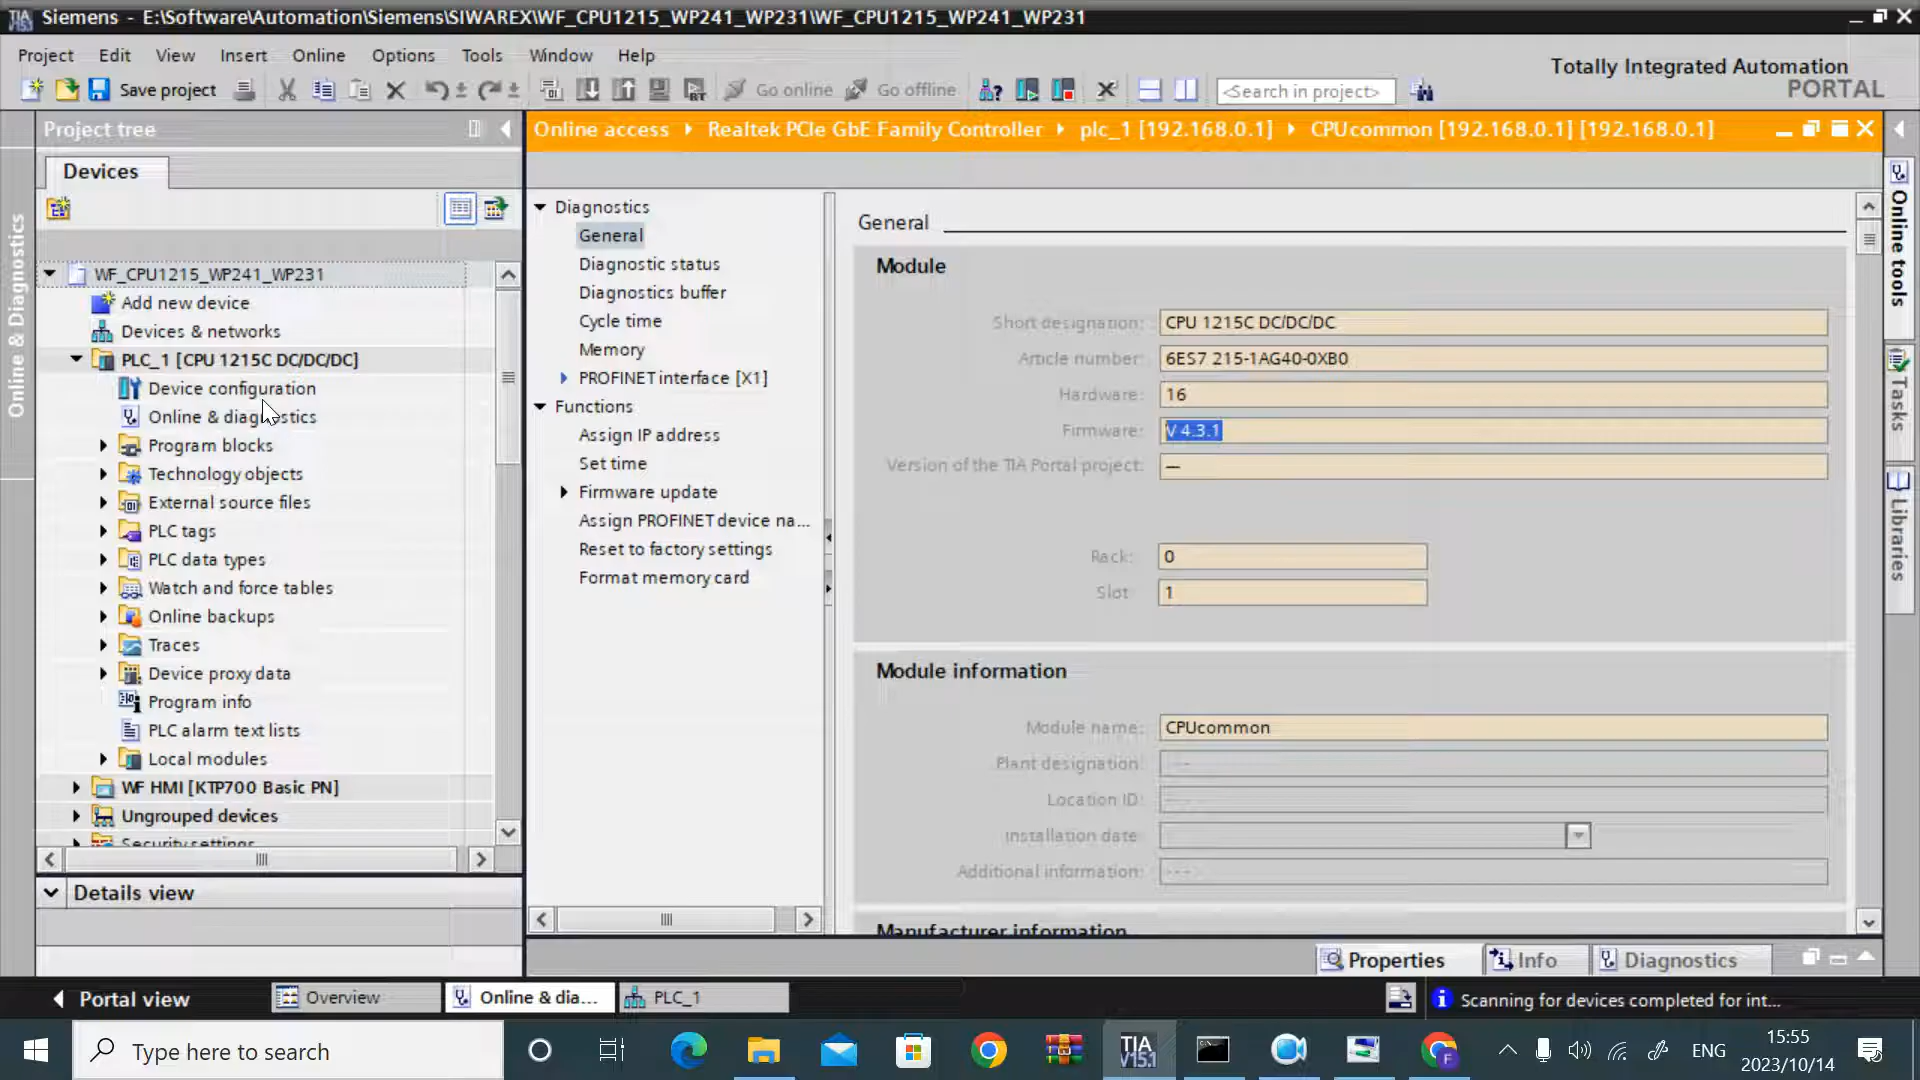 Siemens - E:\Software\Automation\Siemens\SIWAREX\WF_CPU1215_WP241_WP231\WF_CPU1215_WP241_WP231
Project Edit View Insert Online Options Tools Window Help
Totally Integrated Automation
PORTAL
Save project
Go online
Go offline
<Search in project>
Project tree
Online access
Realtek PCIe GbE Family Controller
plc_1 [192.168.0.1]
CPUcommon [192.168.0.1] [192.168.0.1]
Devices
Online & Diagnostics
WF_CPU1215_WP241_WP231
Add new device
Devices & networks
PLC_1 [CPU 1215C DC/DC/DC]
Device configuration
Online & diagnostics
Program blocks
Technology objects
External source files
PLC tags
PLC data types
Watch and force tables
Online backups
Traces
Device proxy data
Program info
PLC alarm text lists
Local modules
WF HMI [KTP700 Basic PN]
Ungrouped devices
Security settings
Details view
Diagnostics
General
Diagnostic status
Diagnostics buffer
Cycle time
Memory
PROFINET interface [X1]
Functions
Assign IP address
Set time
Firmware update
Assign PROFINET device na...
Reset to factory settings
Format memory card
General
Module
Short designation: CPU 1215C DC/DC/DC
Article number: 6ES7 215-1AG40-0XB0
Hardware: 16
Firmware: V 4.3.1
Version of the TIA Portal project: —
Rack: 0
Slot: 1
Module information
Module name: CPUcommon
Plant designation: ---
Location ID: ---
Installation date:
Additional information: ---
Manufacturer information
Online tools
Tasks
Libraries
Properties
Info
Diagnostics
Portal view
Overview
Online & dia...
PLC_1
Scanning for devices completed for int...
Type here to search
TIA
V15.1
F
ENG
15:55
2023/10/14